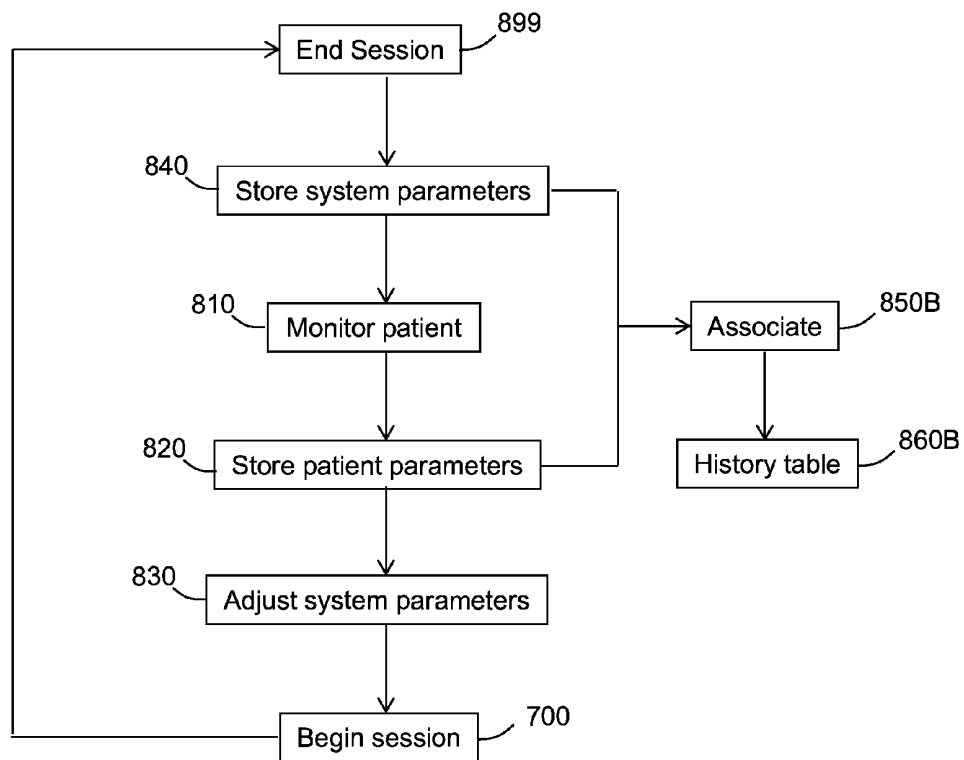 End Session
899
840
Store system parameters
810
Monitor patient
Associate
850B
820
Store patient parameters
History table
860B
830
Adjust system parameters
Begin session
700